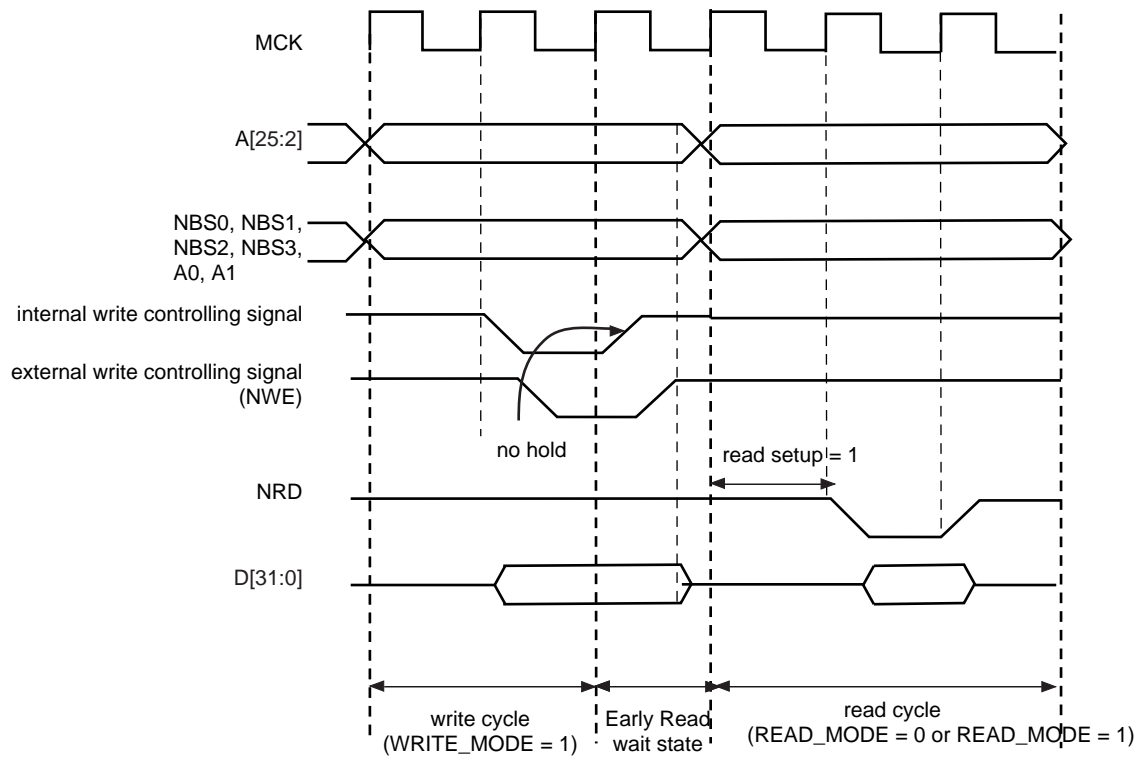 MCK
A[25:2]
NBS0, NBS1,
NBS2, NBS3,
A0, A1
internal write controlling signal
external write controlling signal
(NWE)
no hold
read setup = 1
NRD
D[31:0]
write cycle
(WRITE_MODE = 1)
Early Read
wait state
read cycle
(READ_MODE = 0 or READ_MODE = 1)